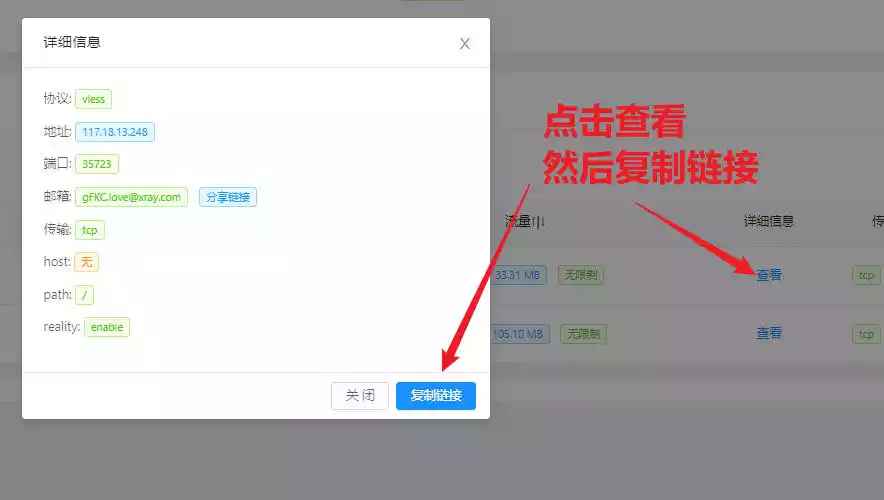 详细信息
X
协议: vless
地址: 117.18.13.248
端口: 35723
邮箱: gFKC.love@xray.com 分享链接
传输: tcp
host: 无
path: /
reality: enable
关 闭 复制链接
点击查看
然后复制链接
流量↑|↓ 详细信息 传
33.31 MB 无限制 查看 tcp
105.10 MB 无限制 查看 tcp